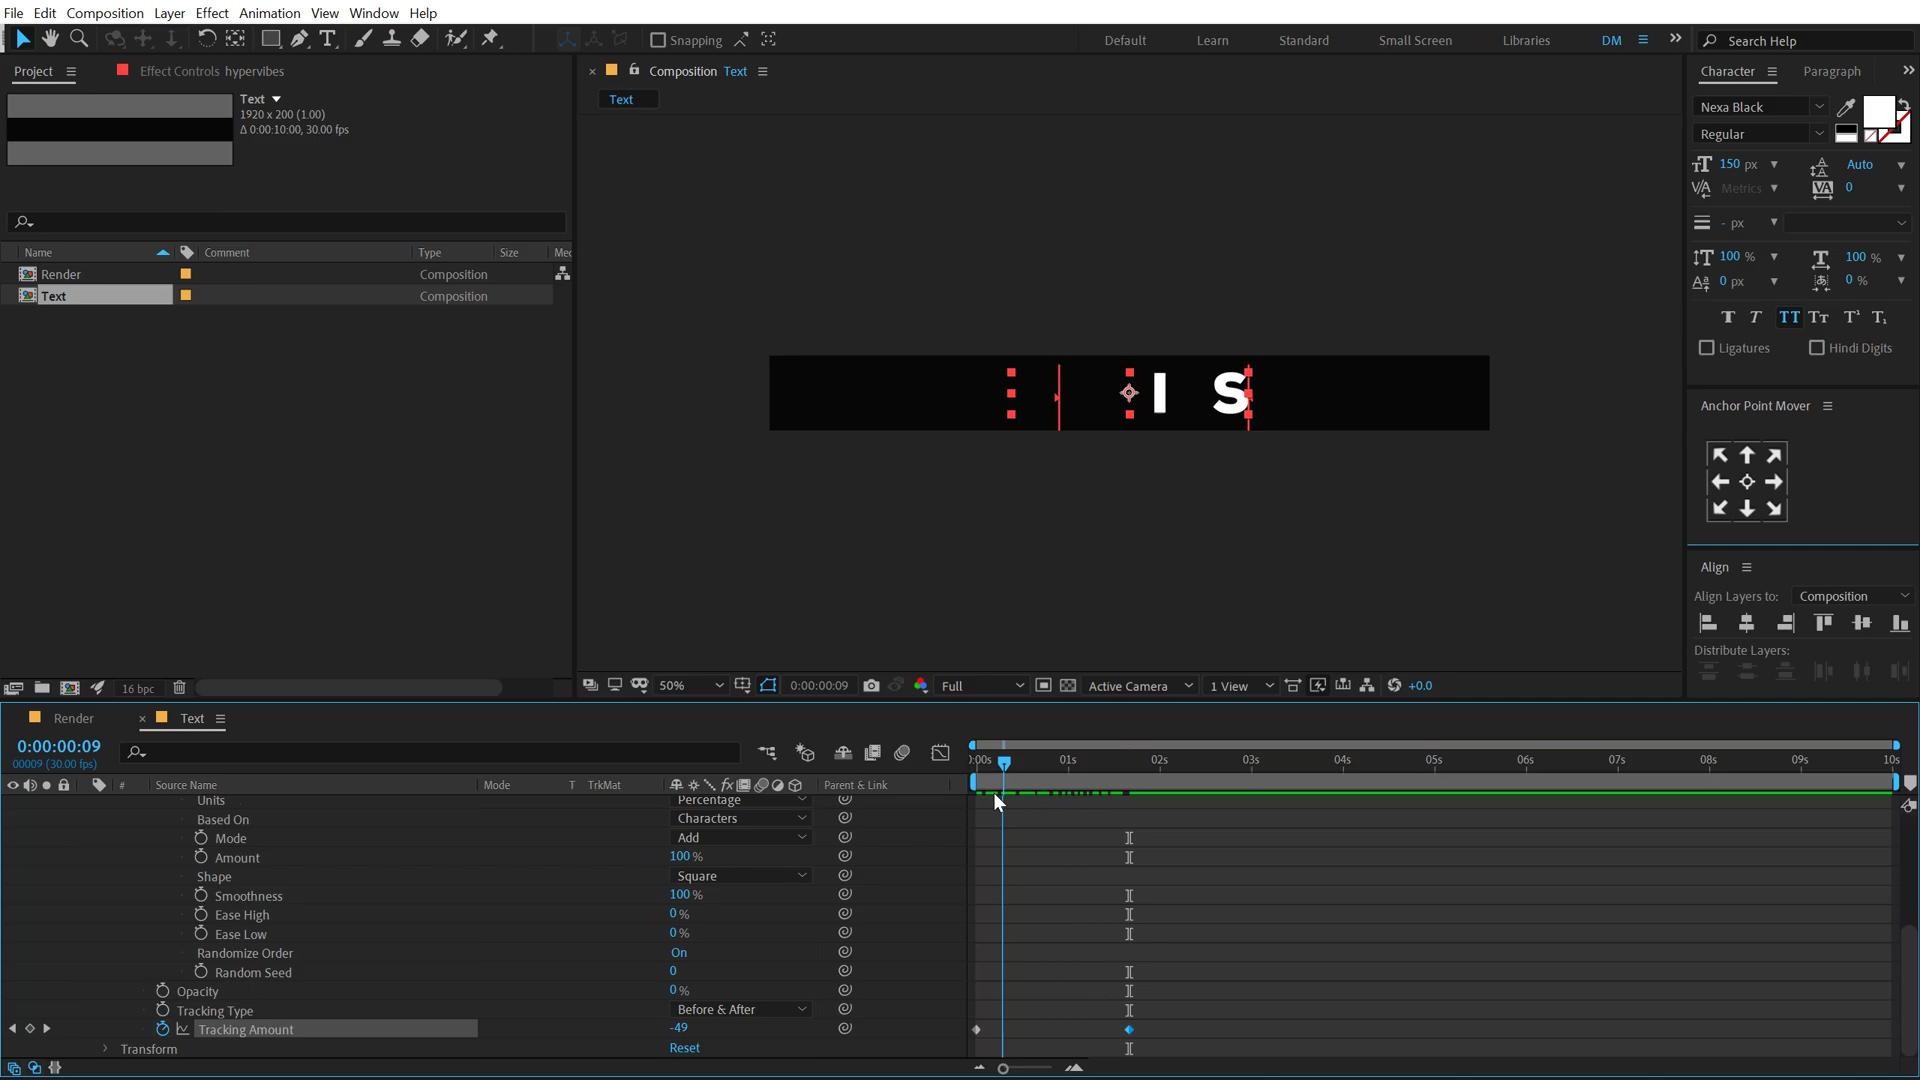 File Edit Composition Layer Effect Animation View Window Help
Snapping Default Learn Standard Small Screen Libraries DM Search Help
Project Effect Controls hypervibes
Text
1920 x 200 (1.00)
Δ 0:00:10:00, 30.00 fps
Name Comment Type Size Mec
Render Composition
Text Composition
16 bpc
Composition Text
Text
I S
50% 0:00:00:09 Full Active Camera 1 View +0.0
Character Paragraph
Nexa Black
Regular
150 px Auto
Metrics 0
- px
100 % 100 %
0 px 0 %
Ligatures Hindi Digits
Anchor Point Mover
Align
Align Layers to: Composition
Distribute Layers:
Render Text
0:00:00:09
00009 (30.00 fps)
# Source Name Mode T TrkMat Parent & Link
):00s 01s 02s 03s 04s 05s 06s 07s 08s 09s 10s
Units Percentage
Based On Characters
Mode Add
Amount 100 %
Shape Square
Smoothness 100 %
Ease High 0 %
Ease Low 0 %
Randomize Order On
Random Seed 0
Opacity 0 %
Tracking Type Before & After
Tracking Amount -49
Transform Reset